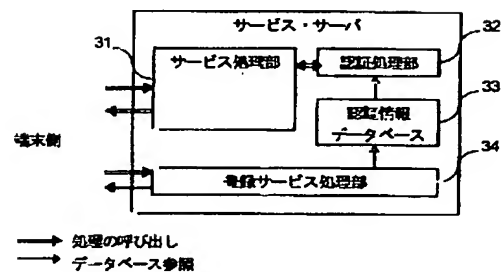 サービス・サーバ
31
サービス処理部
認証処理部
32
認証情報
データベース
33
端末側
登録サービス処理部
34
処理の呼び出し
データベース参照